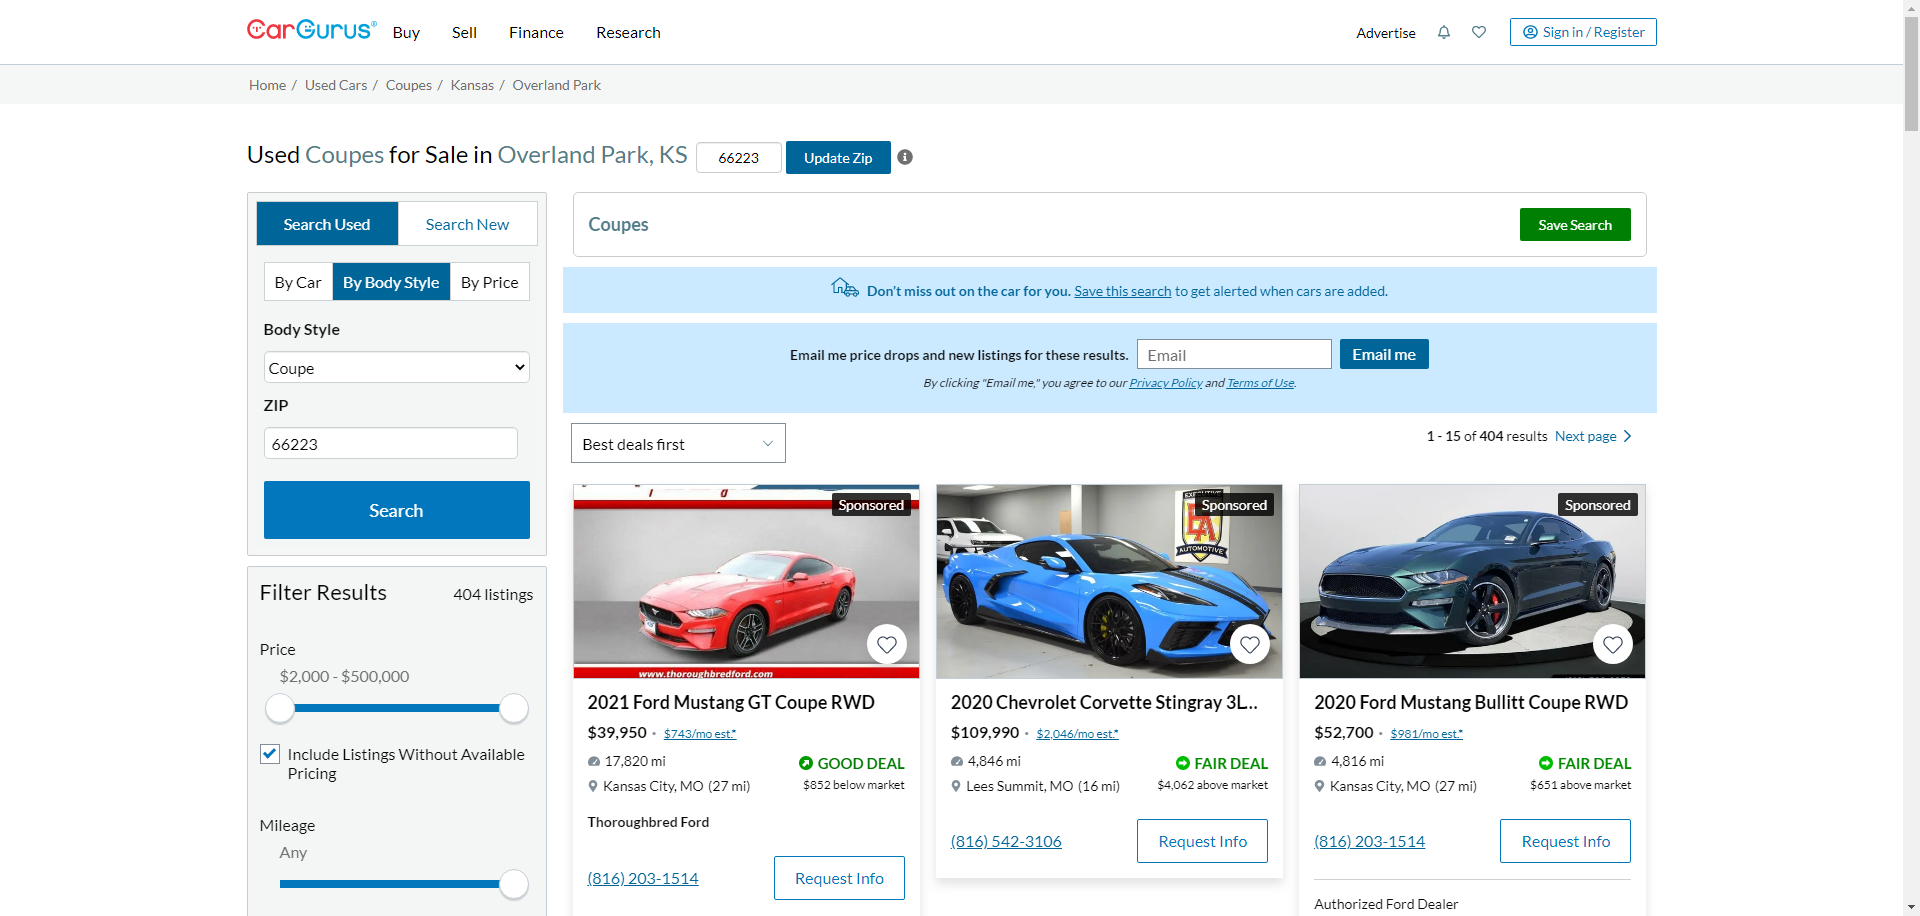 CarGurus®
Buy
Sell
Finance
Research
Advertise
Sign in / Register
Home / Used Cars / Coupes / Kansas / Overland Park
Used Coupes for Sale in Overland Park, KS
66223
Update Zip
Search Used
Search New
By Car
By Body Style
By Price
Body Style
Coupe
ZIP
66223
Search
Filter Results
404 listings
Price
$2,000 - $500,000
Include Listings Without Available
Pricing
Mileage
Any
Coupes
Save Search
Don't miss out on the car for you. Save this search to get alerted when cars are added.
Email me price drops and new listings for these results.
Email
Email me
By clicking "Email me," you agree to our Privacy Policy and Terms of Use.
Best deals first
1 - 15 of 404 results
Next page
Sponsored
www.thoroughbredford.com
2021 Ford Mustang GT Coupe RWD
$39,950 · $743/mo est.*
17,820 mi
GOOD DEAL
Kansas City, MO (27 mi)
$852 below market
Thoroughbred Ford
(816) 203-1514
Request Info
Sponsored
EXECUTIVE
EA
AUTOMOTIVE
2020 Chevrolet Corvette Stingray 3L...
$109,990 · $2,046/mo est.*
4,846 mi
FAIR DEAL
Lees Summit, MO (16 mi)
$4,062 above market
(816) 542-3106
Request Info
Sponsored
2020 Ford Mustang Bullitt Coupe RWD
$52,700 · $981/mo est.*
4,816 mi
FAIR DEAL
Kansas City, MO (27 mi)
$651 above market
(816) 203-1514
Request Info
Authorized Ford Dealer